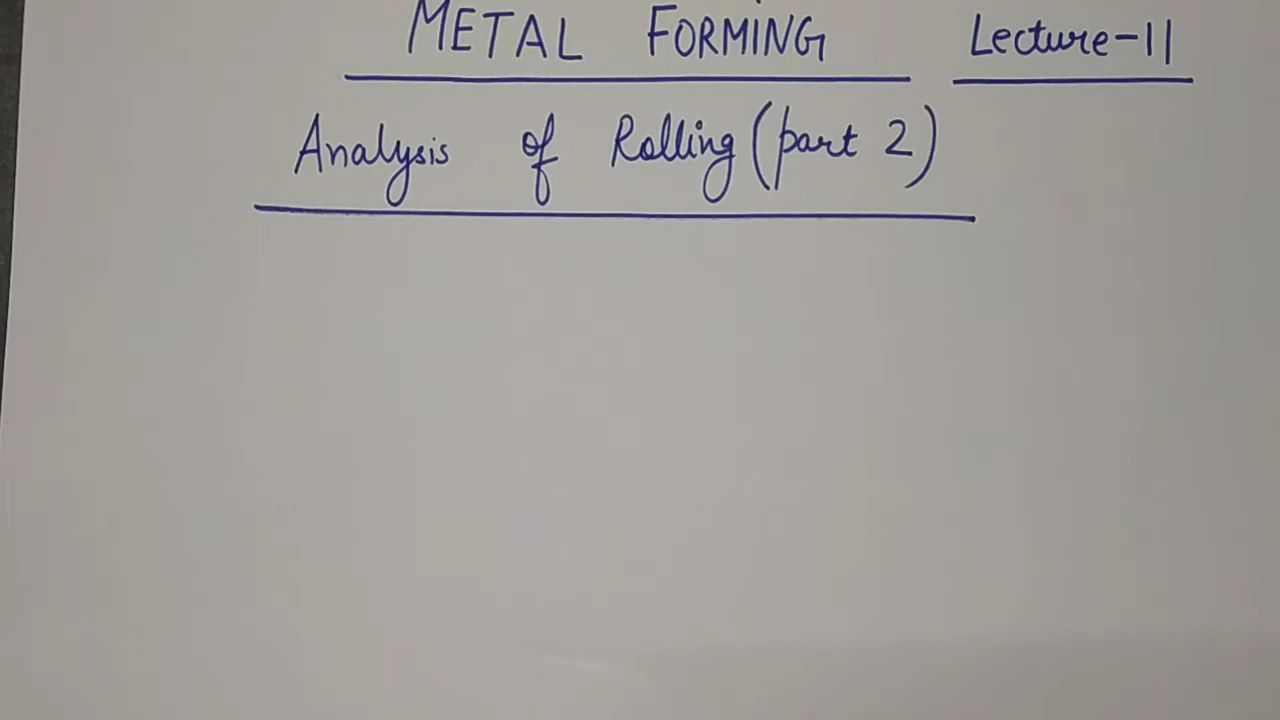 METAL FORMING Lecture-11
Analysis of Rolling (part 2)